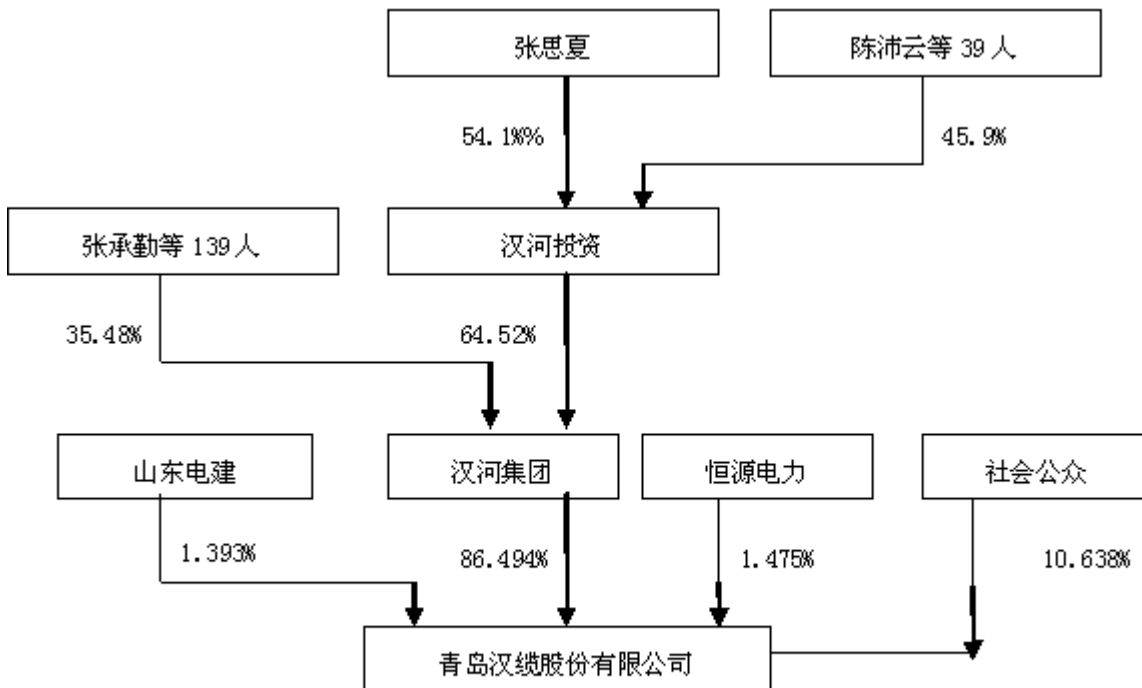 张思夏
陈沛云等 39 人
54.1%%
45.9%
张承勤等 139 人
汉河投资
35.48%
64.52%
山东电建
汉河集团
恒源电力
社会公众
1.393%
86.494%
1.475%
10.638%
青岛汉缆股份有限公司